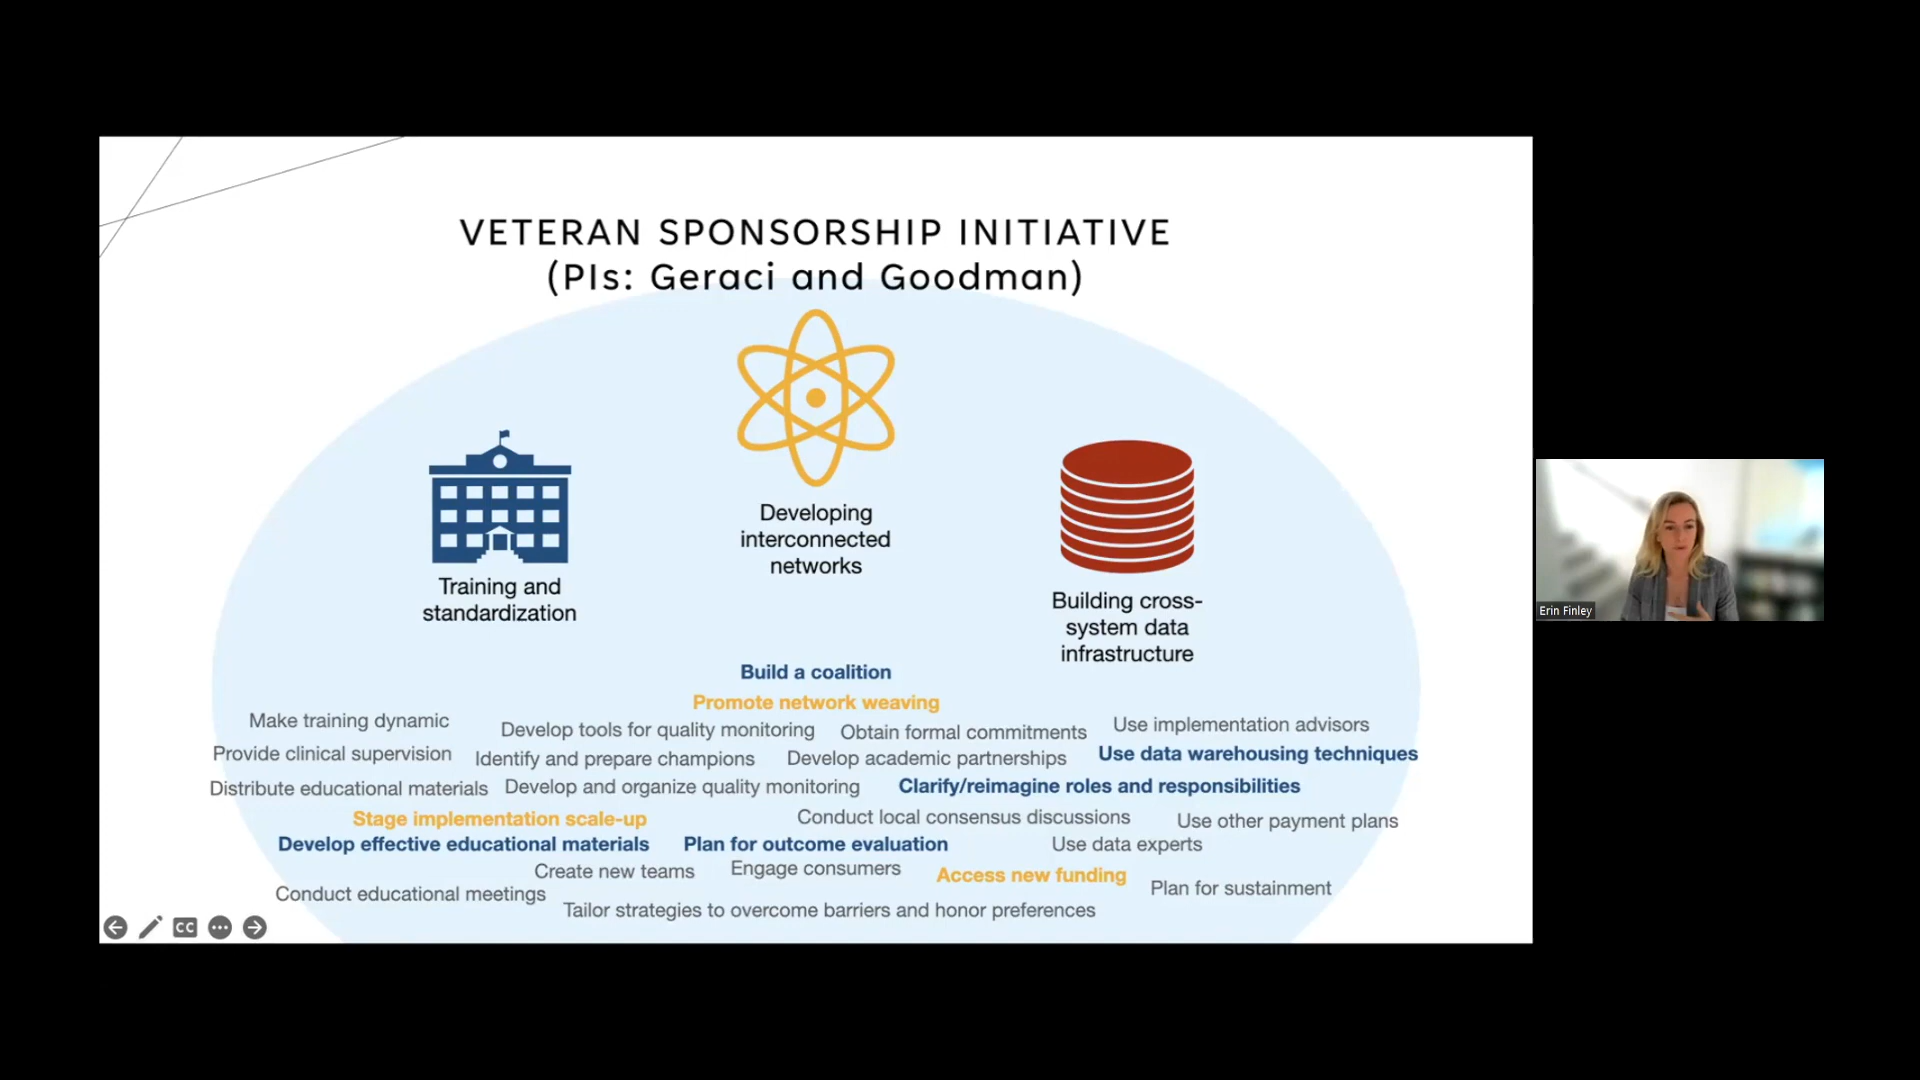 VETERAN SPONSORSHIP INITIATIVE
(PIs: Geraci and Goodman)
Training and
standardization
Developing
interconnected
networks
Building cross-
system data
infrastructure
Build a coalition
Promote network weaving
Make training dynamic
Develop tools for quality monitoring
Obtain formal commitments
Use implementation advisors
Provide clinical supervision
Identify and prepare champions
Develop academic partnerships
Use data warehousing techniques
Distribute educational materials
Develop and organize quality monitoring
Clarify/reimagine roles and responsibilities
Stage implementation scale-up
Conduct local consensus discussions
Use other payment plans
Develop effective educational materials
Plan for outcome evaluation
Use data experts
Create new teams
Engage consumers
Access new funding
Plan for sustainment
Conduct educational meetings
Tailor strategies to overcome barriers and honor preferences
CC
Erin Finley